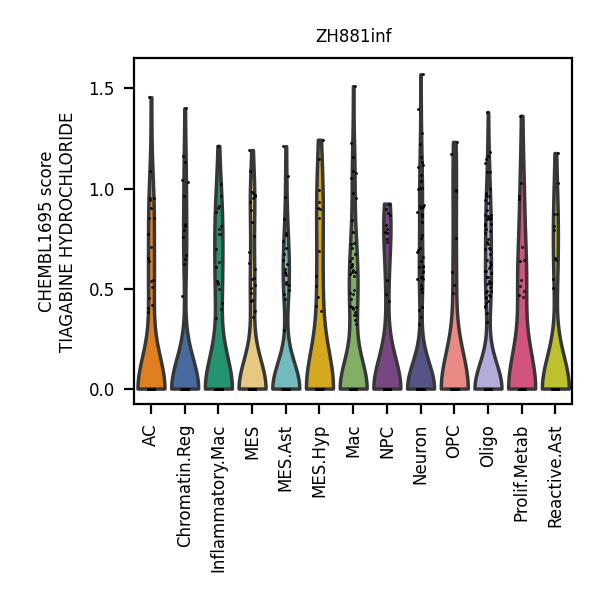 ZH881inf
CHEMBL1695 score
TIAGABINE HYDROCHLORIDE
1.5
1.0
0.5
0.0
AC
Chromatin.Reg
Inflammatory.Mac
MES
MES.Ast
MES.Hyp
Mac
NPC
Neuron
OPC
Oligo
Prolif.Metab
Reactive.Ast